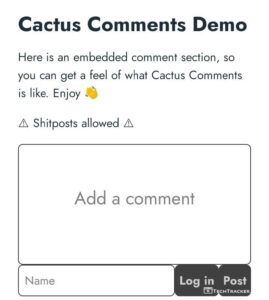 Cactus Comments Demo
Here is an embedded comment section, so
you can get a feel of what Cactus Comments
is like. Enjoy 👋
⚠ Shitposts allowed ⚠
Add a comment
Name
Log in Post
TECHTRACKER